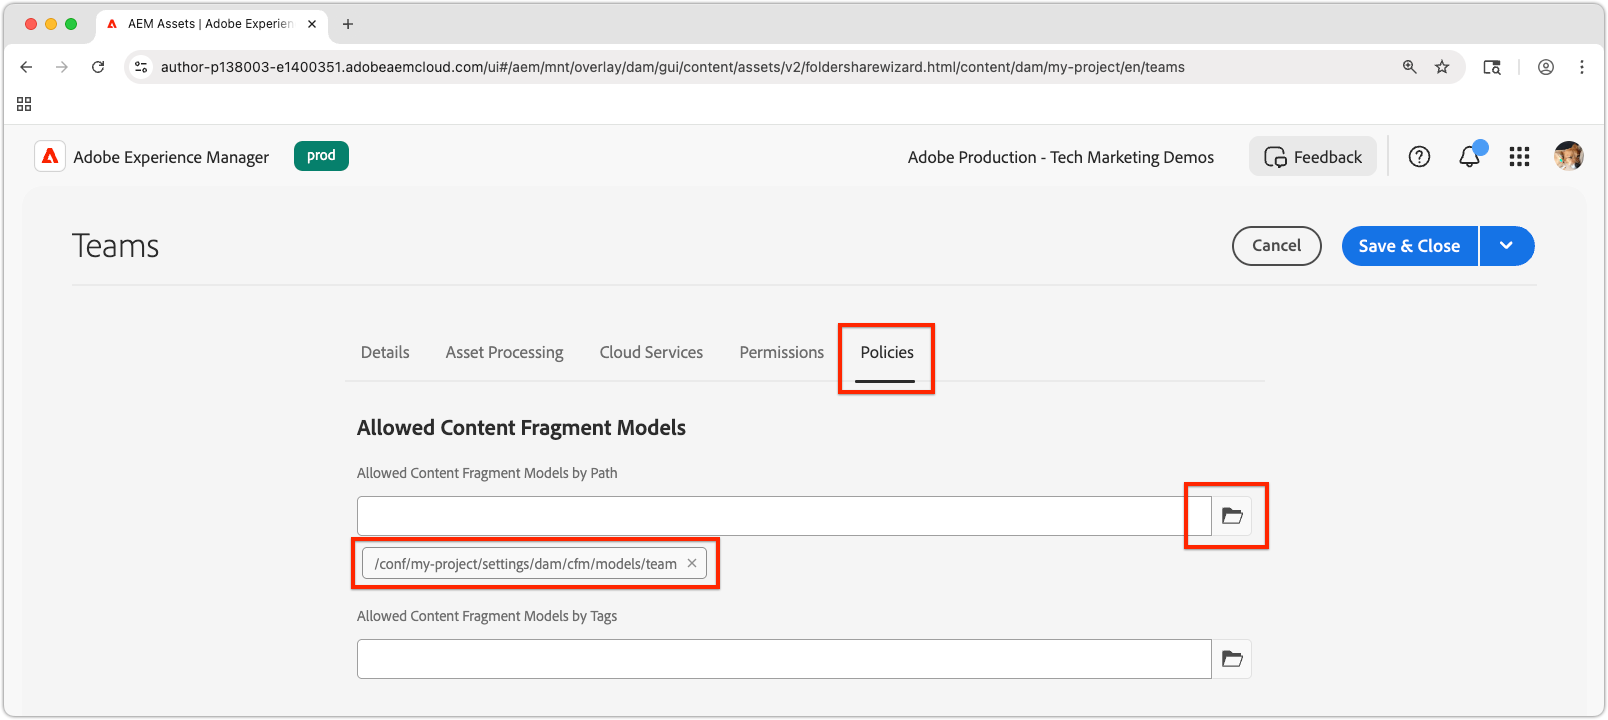 AEM Assets | Adobe Experien
author-p138003-e1400351.adobeaemcloud.com/ui#/aem/mnt/overlay/dam/gui/content/assets/v2/foldersharewizard.html/content/dam/my-project/en/teams
Adobe Experience Manager prod Adobe Production - Tech Marketing Demos Feedback
Teams Cancel Save & Close
Details Asset Processing Cloud Services Permissions Policies
Allowed Content Fragment Models
Allowed Content Fragment Models by Path
/conf/my-project/settings/dam/cfm/models/team
Allowed Content Fragment Models by Tags